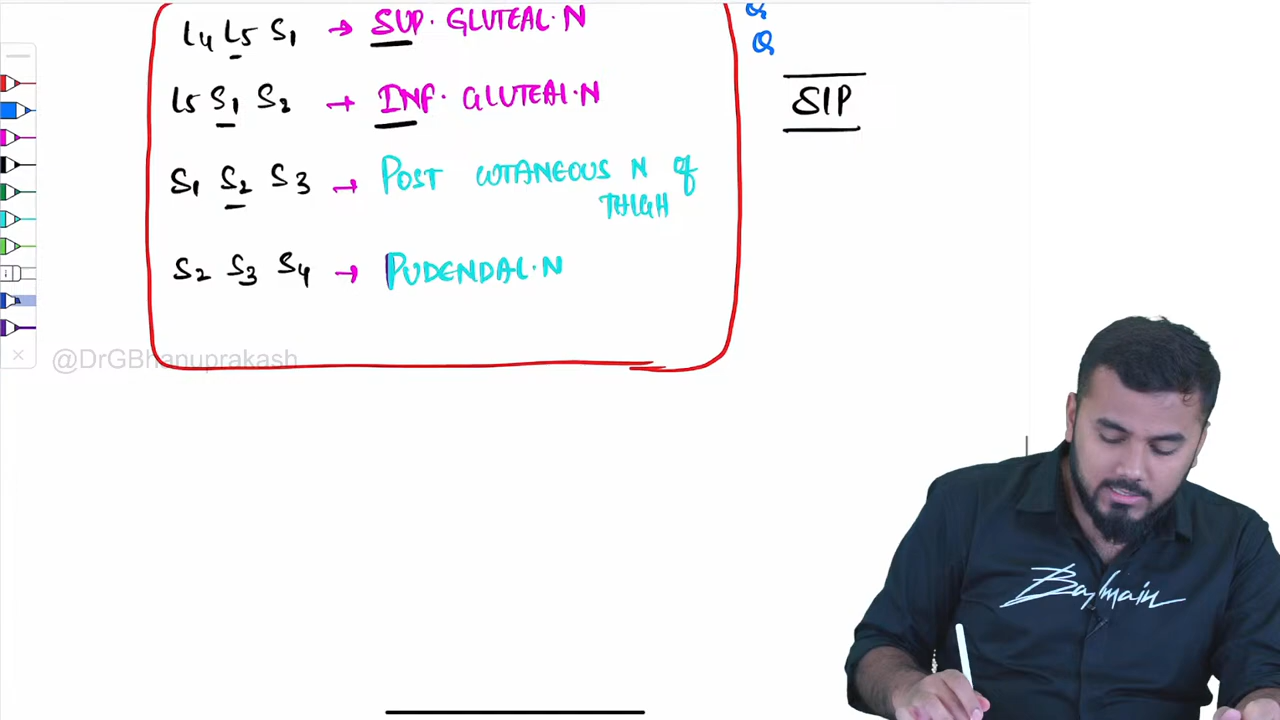 L4 L5 S1 → SUP. GLUTEAL.N
L5 S1 S2 → INF. GLUTEAL.N
SIP
S1 S2 S3 → POST CUTANEOUS N of
THIGH
S2 S3 S4 → PUDENDAL.N
@DrGBhanuprakash
Balmain